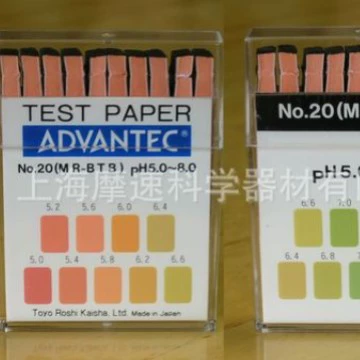 TEST PAPER
ADVANTEC®
No.20(MR-BTB) pH5.0~8.0
5.2 5.6 6.0 6.4
5.0 5.4 5.8 6.2 6.6
Toyo Roshi Kaisha, Ltd. Made in Japan
No.20(M
pH5.
6.6 7.0
6.4 6.8
上海摩速科学器材有